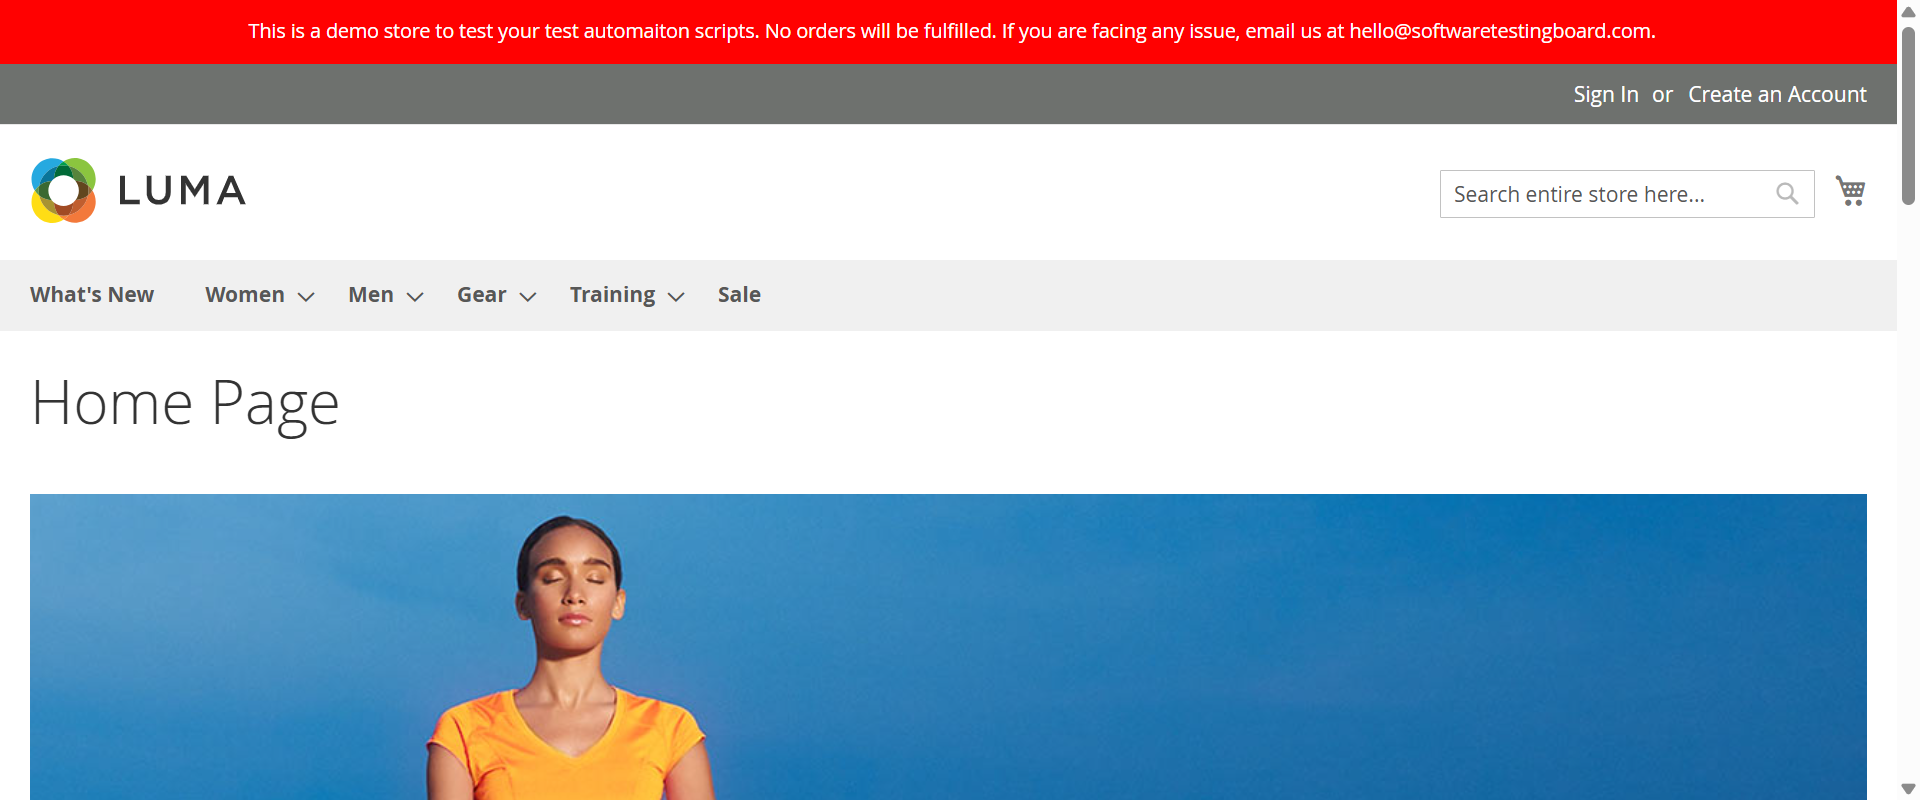 This is a demo store to test your test automaiton scripts. No orders will be fulfilled. If you are facing any issue, email us at hello@softwaretestingboard.com.
Sign In or Create an Account
LUMA
Search entire store here...
What's New Women Men Gear Training Sale
Home Page